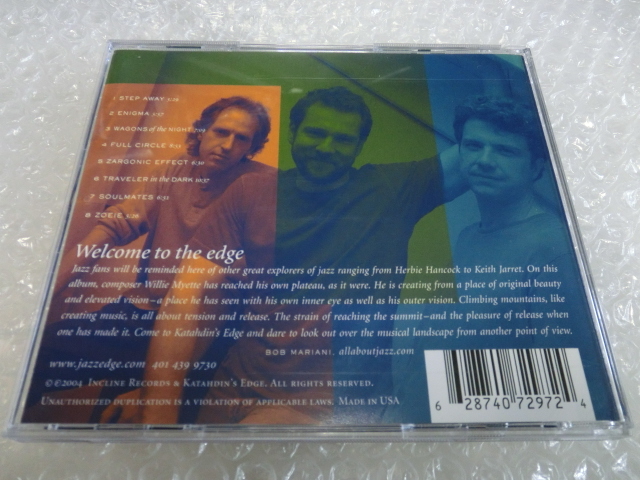 1 STEP AWAY
2 ENIGMA
3 WAGONS of the NIGHT
4 FULL CIRCLE
5 ZARGONIC EFFECT
6 TRAVELER in the DARK 10:37
7 SOULMATES
8 ZOEIE
Welcome to the edge
Jazz fans will be reminded here of other great explorers of jazz ranging from Herbie Hancock to Keith Jarret. On this
album, composer Willie Myette has reached his own plateau, as it were. He is creating from a place of original beauty
and elevated vision–a place he has seen with his own inner eye as well as his outer vision. Climbing mountains, like
creating music, is all about tension and release. The strain of reaching the summit–and the pleasure of release when
one has made it. Come to Katahdin's Edge and dare to look out over the musical landscape from another point of view.
BOB MARIANI, allaboutjazz.com
www.jazzedge.com 401 439 9730
©℗2004 INCLINE RECORDS & KATAHDIN'S EDGE. ALL RIGHTS RESERVED.
UNAUTHORIZED DUPLICATION IS A VIOLATION OF APPLICABLE LAWS. MADE IN USA
6 28740 72972 4